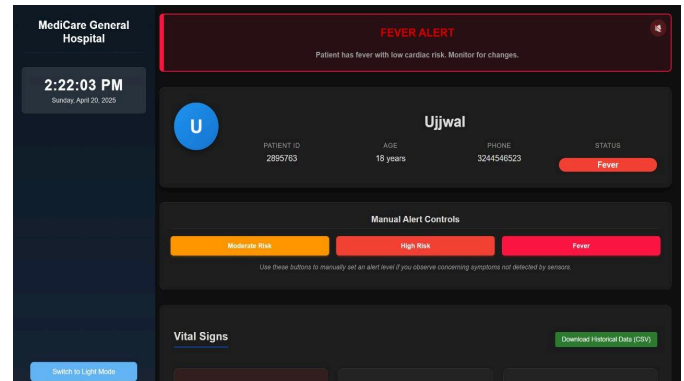 MediCare General
Hospital
2:22:03 PM
Sunday, April 20, 2025
Switch to Light Mode
FEVER ALERT
Patient has fever with low cardiac risk. Monitor for changes.
U
Ujjwal
PATIENT ID
2895763
AGE
18 years
PHONE
3244546523
STATUS
Fever
Manual Alert Controls
Moderate Risk
High Risk
Fever
Use these buttons to manually set an alert level if you observe concerning symptoms not detected by sensors.
Vital Signs
Download Historical Data (CSV)